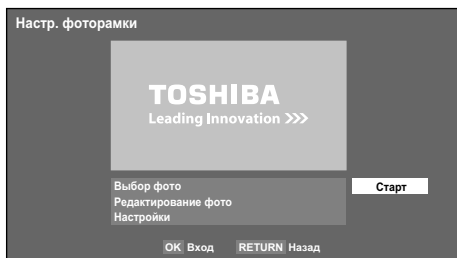 Настр. фоторамки
TOSHIBA
Leading Innovation >>>
Выбор фото Старт
Редактирование фото
Настройки
OK Вход RETURN Назад